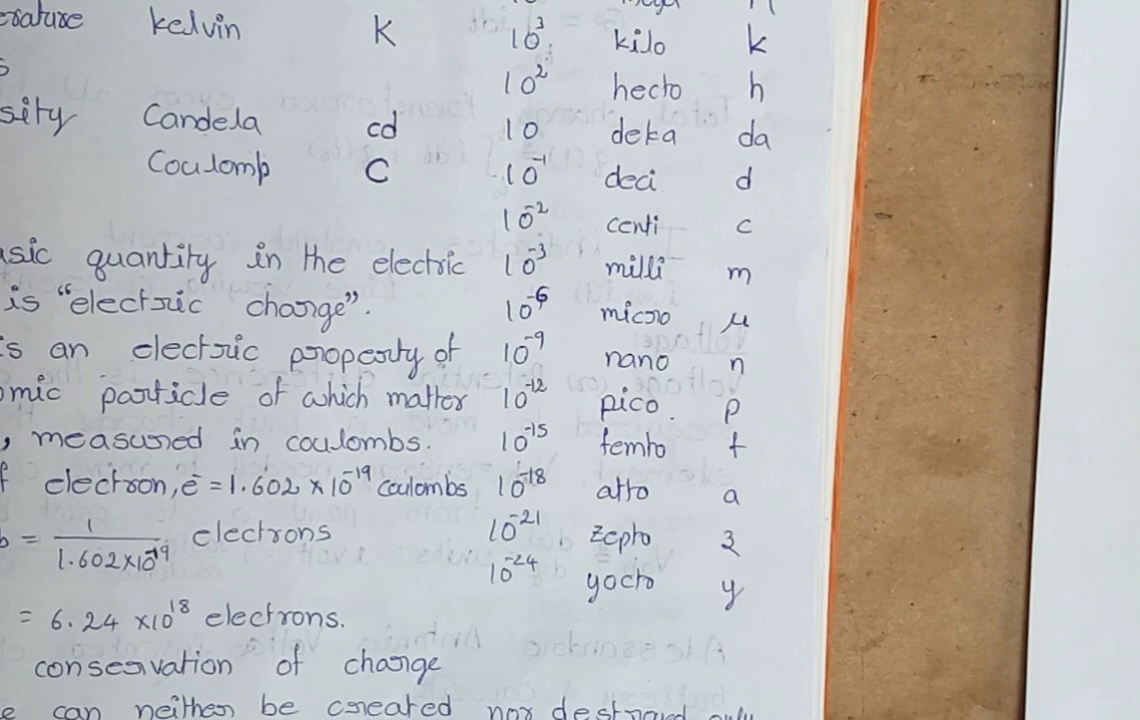 kelvin K 10³ kilo k
10² hecto h
Candela cd 10 deka da
Coulomb C 10⁻¹ deci d
10⁻² centi c
quantity in the electric 10⁻³ milli m
is “electric charge”. 10⁻⁶ micro μ
an electric property of 10⁻⁹ nano n
particle of which matter 10⁻¹² pico p
, measured in coulombs. 10⁻¹⁵ femto f
electron, e⁻ = 1.602 × 10⁻¹⁹ coulombs 10⁻¹⁸ atto a
= 1 / 1.602×10⁻¹⁹ electrons 10⁻²¹ zepto z
10⁻²⁴ yocto y
= 6.24 ×10¹⁸ electrons.
conservation of charge
can neither be created nor destroyed only